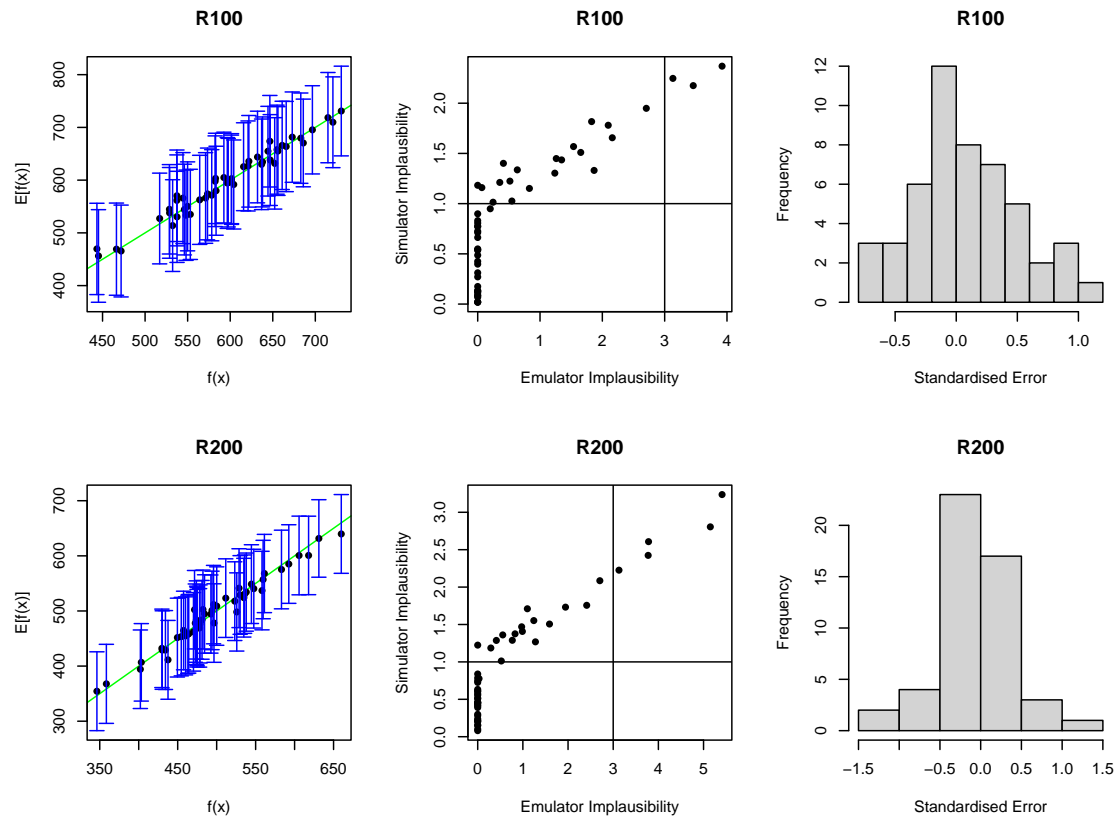 R100
R100
R100
E[f(x)]
400 500 600 700 800
450 500 550 600 650 700
f(x)
Simulator Implausibility
0.0 0.5 1.0 1.5 2.0
0 1 2 3 4
Emulator Implausibility
Frequency
0 2 4 6 8 10 12
−0.5 0.0 0.5 1.0
Standardised Error
R200
R200
R200
E[f(x)]
300 400 500 600 700
350 450 550 650
f(x)
Simulator Implausibility
0.0 0.5 1.0 1.5 2.0 2.5 3.0
0 1 2 3 4 5
Emulator Implausibility
Frequency
0 5 10 15 20
−1.5 −0.5 0.0 0.5 1.0 1.5
Standardised Error